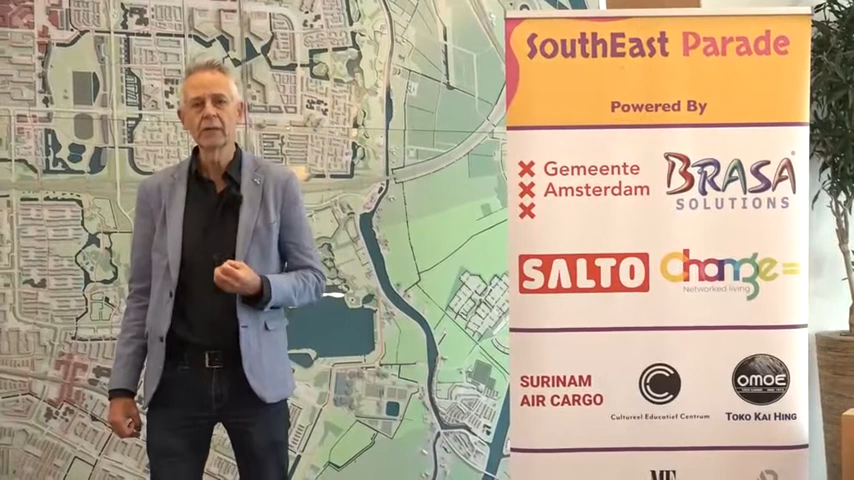 SouthEast Parade
Powered By
Gemeente
Amsterdam
BRASA
SOLUTIONS
SALTO
Change=
Networked living
SURINAM
AIR CARGO
Cultureel Educatief Centrum
OMOE
TOKO KAI HING